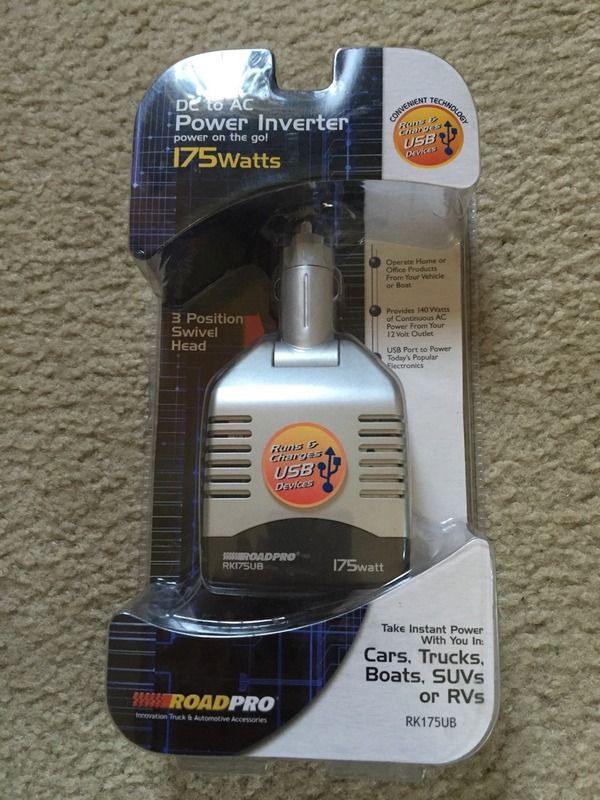 DC to AC
Power Inverter
power on the go!
175Watts
CONVENIENT TECHNOLOGY
Runs &
Charges
USB
Devices
Operate Home or
Office Products
From Your Vehicle
or Boat
Provides 140 Watts
of Continuous AC
Power From Your
12 Volt Outlet
USB Port to Power
Today's Popular
Electronics
3 Position
Swivel
Head
Runs &
Charges
USB
Devices
ROADPRO®
RK175UB
175watt
Take Instant Power
With You In:
Cars, Trucks,
Boats, SUVs
or RVs
RK175UB
ROADPRO®
Innovation Truck & Automotive Accessories